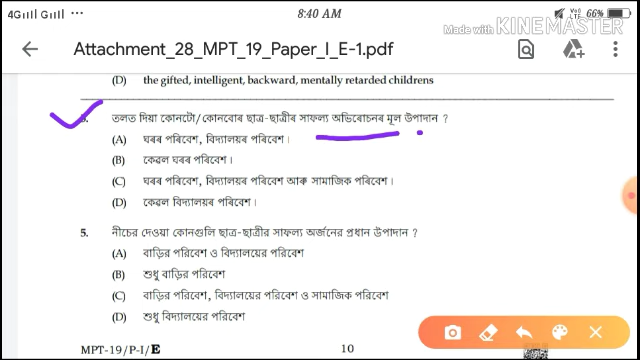 4G 4G ... 8:40 AM VoLTE 66%
Made with KINEMASTER
Attachment_28_MPT_19_Paper_I_E-1.pdf
(D) the gifted, intelligent, backward, mentally retarded childrens
5. তলত দিয়া কোনটো/কোনবোৰ ছাত্ৰ-ছাত্ৰীৰ সাফল্য অভিৰোচনৰ মূল উপাদান ?
(A) ঘৰৰ পৰিবেশ, বিদ্যালয়ৰ পৰিবেশ।
(B) কেৱল ঘৰৰ পৰিবেশ।
(C) ঘৰৰ পৰিবেশ, বিদ্যালয়ৰ পৰিবেশ আৰু সামাজিক পৰিবেশ।
(D) কেৱল বিদ্যালয়ৰ পৰিবেশ।
5. নীচের দেওয়া কোনগুলি ছাত্র-ছাত্রীর সাফল্য অর্জনের প্রধান উপাদান ?
(A) বাড়ির পরিবেশ ও বিদ্যালয়ের পরিবেশ
(B) শুধু বাড়ির পরিবেশ
(C) বাড়ির পরিবেশ, বিদ্যালয়ের পরিবেশ ও সামাজিক পরিবেশ
(D) শুধু বিদ্যালয়ের পরিবেশ
MPT-19/P-I/E 10